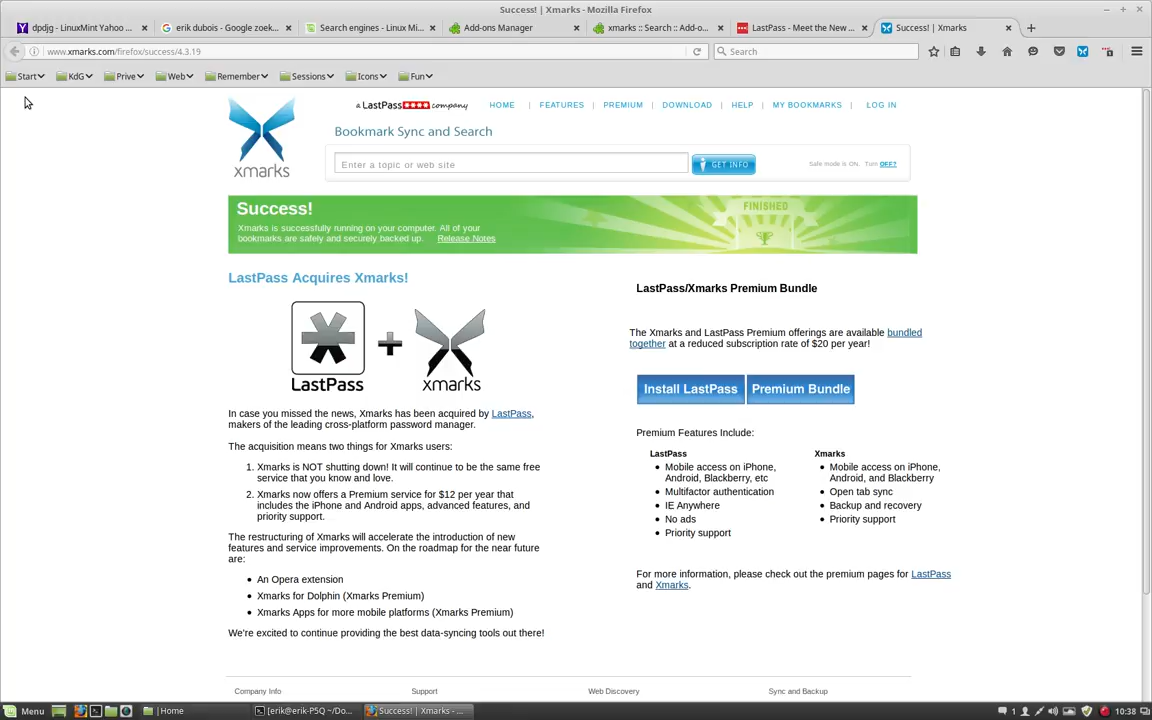 Success! | Xmarks - Mozilla Firefox
dpdjg - LinuxMint Yahoo ...
erik dubois - Google zoek...
Search engines - Linux Mi...
Add-ons Manager
xmarks :: Search :: Add-o...
LastPass - Meet the New ...
Success! | Xmarks
www.xmarks.com/firefox/success/4.3.19
Search
Start
KdG
Prive
Web
Remember
Sessions
Icons
Fun
xmarks
a LastPass company
HOME | FEATURES | PREMIUM | DOWNLOAD | HELP | MY BOOKMARKS | LOG IN
Bookmark Sync and Search
Enter a topic or web site
GET INFO
Safe mode is ON. Turn OFF?
Success!
Xmarks is successfully running on your computer. All of your
bookmarks are safely and securely backed up. Release Notes
FINISHED
LastPass Acquires Xmarks!
LastPass + xmarks
In case you missed the news, Xmarks has been acquired by LastPass,
makers of the leading cross-platform password manager.
The acquisition means two things for Xmarks users:
1. Xmarks is NOT shutting down! It will continue to be the same free
service that you know and love.
2. Xmarks now offers a Premium service for $12 per year that
includes the iPhone and Android apps, advanced features, and
priority support.
The restructuring of Xmarks will accelerate the introduction of new
features and service improvements. On the roadmap for the near future
are:
• An Opera extension
• Xmarks for Dolphin (Xmarks Premium)
• Xmarks Apps for more mobile platforms (Xmarks Premium)
We're excited to continue providing the best data-syncing tools out there!
LastPass/Xmarks Premium Bundle
The Xmarks and LastPass Premium offerings are available bundled
together at a reduced subscription rate of $20 per year!
Install LastPass
Premium Bundle
Premium Features Include:
LastPass
• Mobile access on iPhone,
Android, Blackberry, etc
• Multifactor authentication
• IE Anywhere
• No ads
• Priority support
Xmarks
• Mobile access on iPhone,
Android, and Blackberry
• Open tab sync
• Backup and recovery
• Priority support
For more information, please check out the premium pages for LastPass
and Xmarks.
Company Info
Support
Web Discovery
Sync and Backup
Menu
Home
[erik@erik-P5Q ~/Do...
Success! | Xmarks - ...
1
10:38